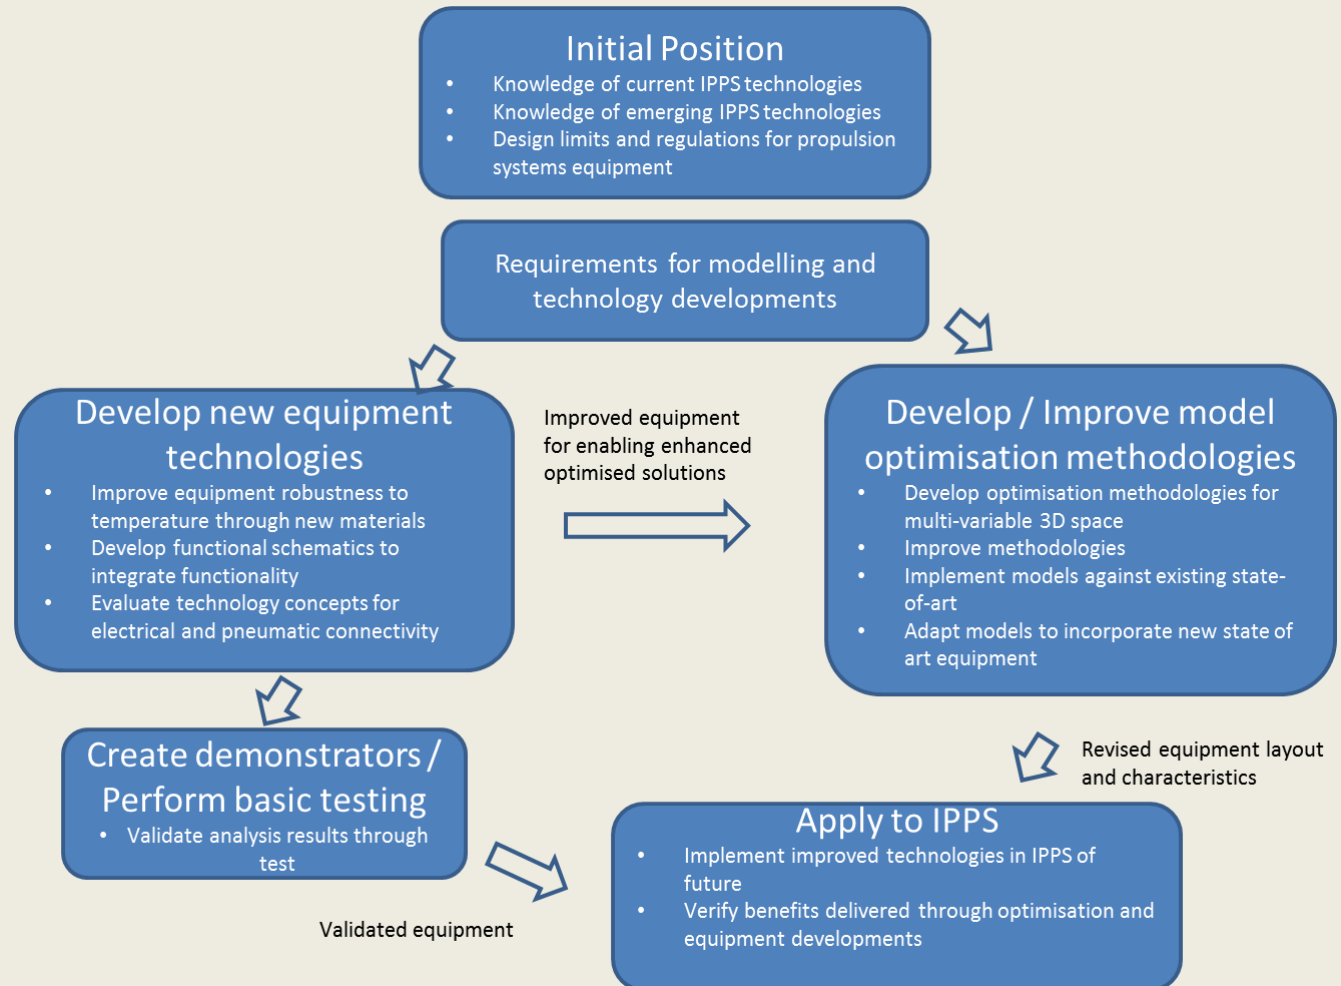 Initial Position
• Knowledge of current IPPS technologies
• Knowledge of emerging IPPS technologies
• Design limits and regulations for propulsion
systems equipment
Requirements for modelling and
technology developments
Develop new equipment
technologies
• Improve equipment robustness to
temperature through new materials
• Develop functional schematics to
integrate functionality
• Evaluate technology concepts for
electrical and pneumatic connectivity
Improved equipment
for enabling enhanced
optimised solutions
Develop / Improve model
optimisation methodologies
• Develop optimisation methodologies for
multi-variable 3D space
• Improve methodologies
• Implement models against existing state-
of-art
• Adapt models to incorporate new state of
art equipment
Create demonstrators /
Perform basic testing
• Validate analysis results through
test
Revised equipment layout
and characteristics
Validated equipment
Apply to IPPS
• Implement improved technologies in IPPS of
future
• Verify benefits delivered through optimisation and
equipment developments